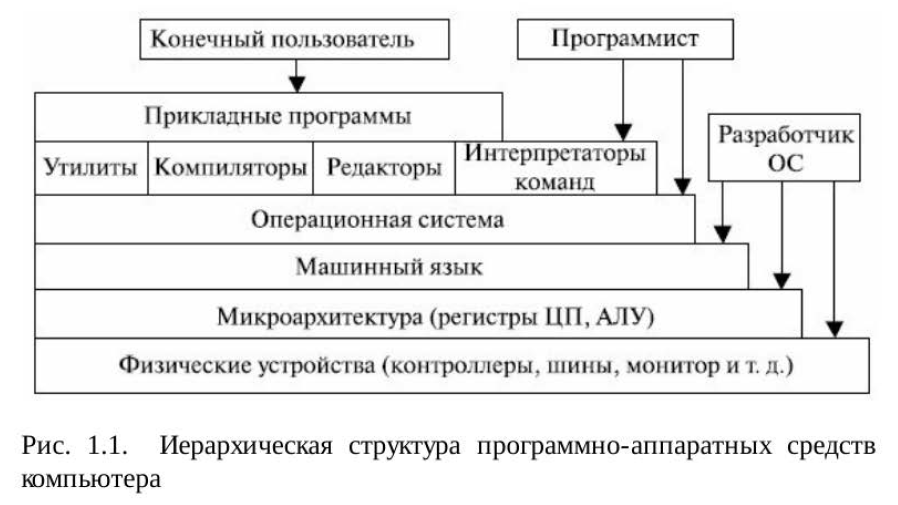 Конечный пользователь
Программист
Прикладные программы
Разработчик
ОС
Утилиты
Компиляторы
Редакторы
Интерпретаторы
команд
Операционная система
Машинный язык
Микроархитектура (регистры ЦП, АЛУ)
Физические устройства (контроллеры, шины, монитор и т. д.)
Рис. 1.1. Иерархическая структура программно-аппаратных средств
компьютера